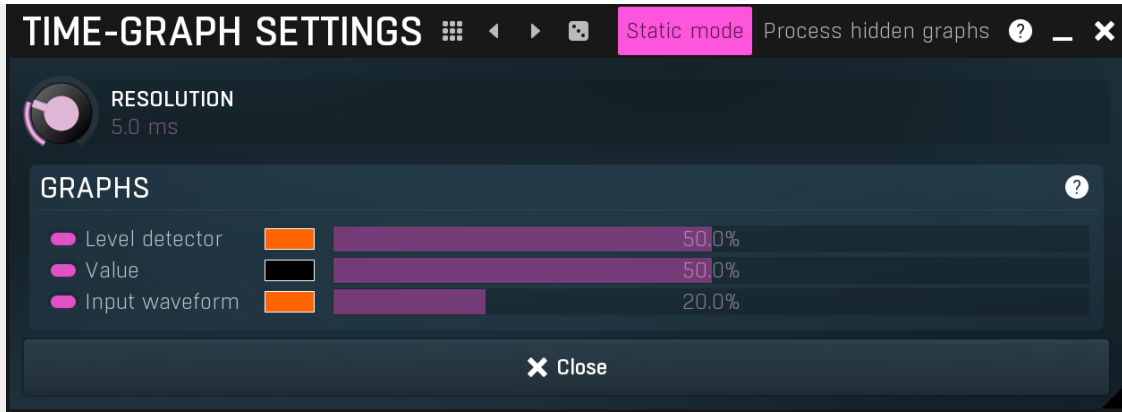 TIME-GRAPH SETTINGS Static mode Process hidden graphs ?
RESOLUTION
5.0 ms
GRAPHS ?
Level detector 50.0%
Value 50.0%
Input waveform 20.0%
Close